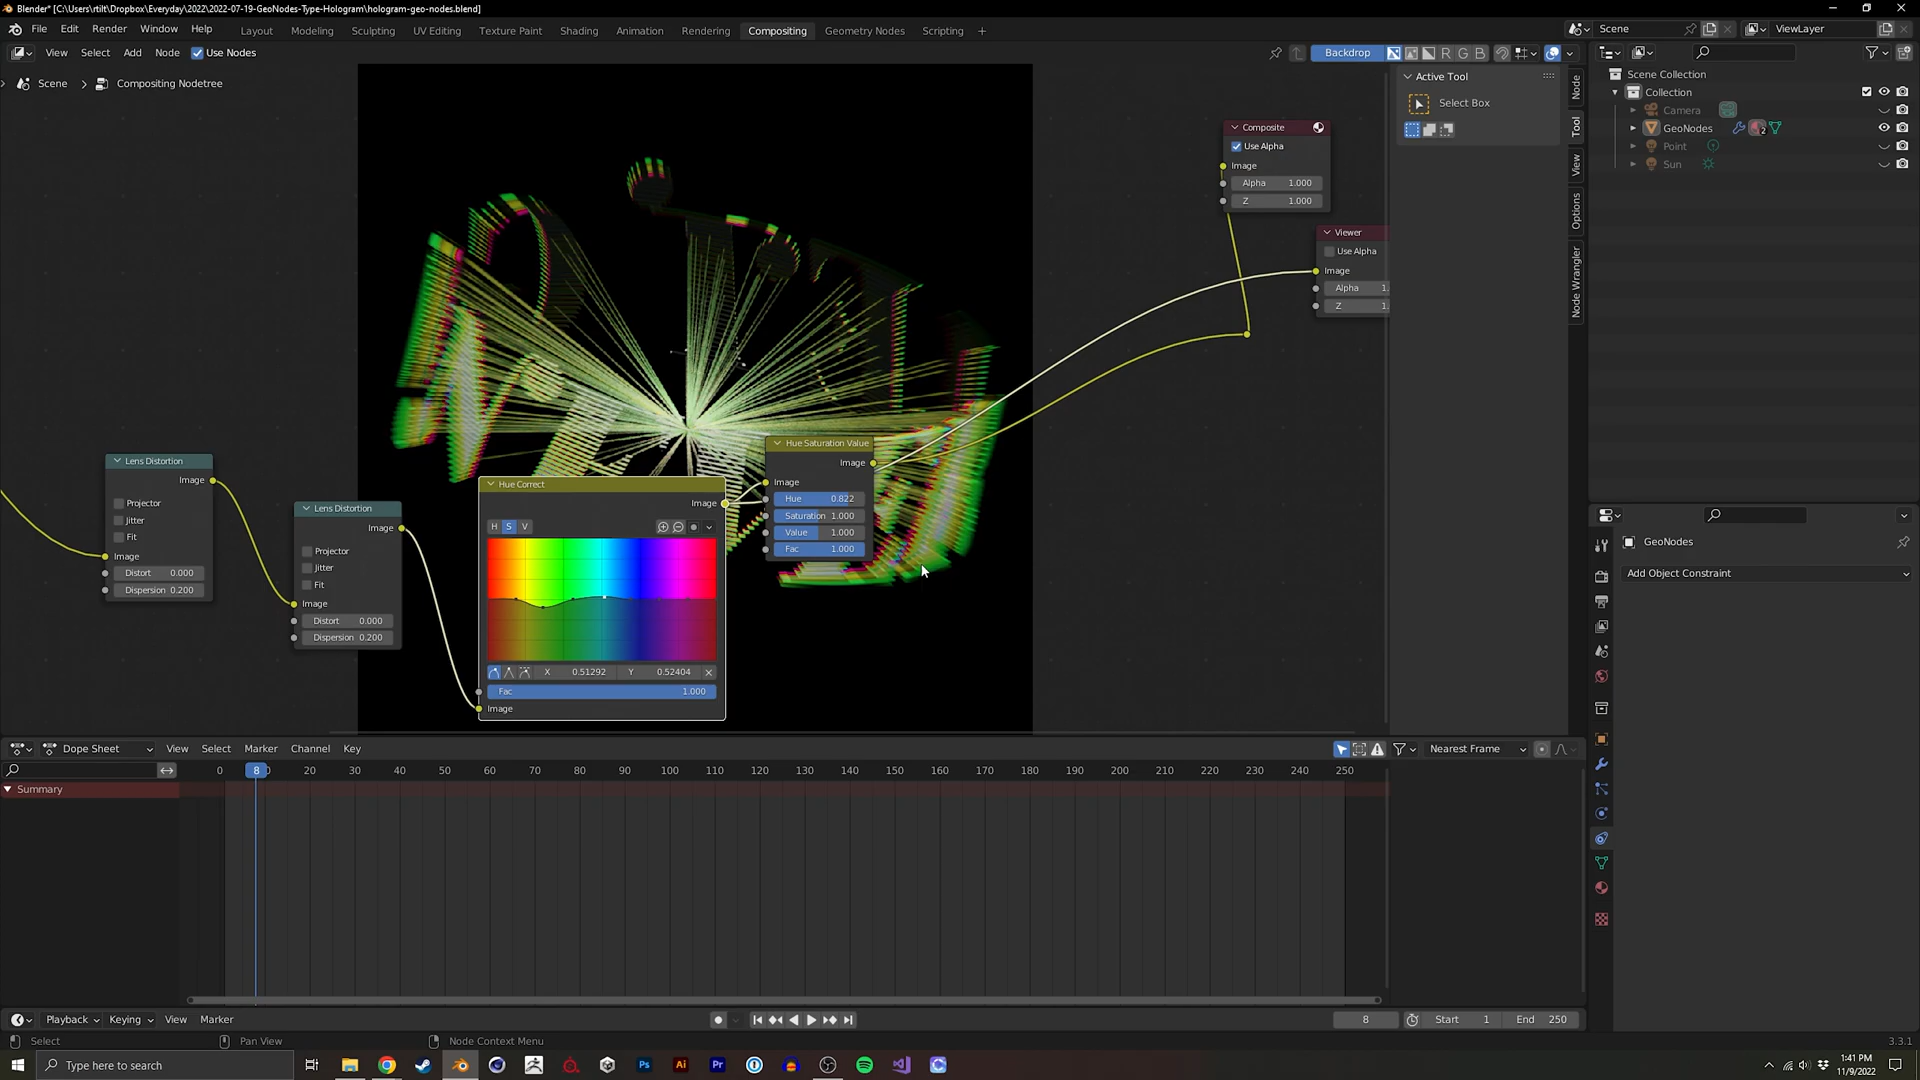 Blender* [C:\Users\rtilt\Dropbox\Everyday\2022\2022-07-19-GeoNodes-Type-Hologram\hologram-geo-nodes.blend]
File Edit Render Window Help Layout Modeling Sculpting UV Editing Texture Paint Shading Animation Rendering Compositing Geometry Nodes Scripting + Scene ViewLayer
View Select Add Node Use Nodes Backdrop R G B
Scene > Compositing Nodetree
Active Tool
Select Box
Node
Tool
View
Options
Node Wrangler
Scene Collection
Collection
Camera
GeoNodes 2
Point
Sun
Composite
Use Alpha
Image
Alpha 1.000
Z 1.000
Viewer
Use Alpha
Image
Alpha 1.
Z 1.
Lens Distortion
Image
Projector
Jitter
Fit
Image
Distort 0.000
Dispersion 0.200
Lens Distortion
Image
Projector
Jitter
Fit
Image
Distort 0.000
Dispersion 0.200
Hue Correct
Image
H S V
X 0.51292 Y 0.52404
Fac 1.000
Image
Hue Saturation Value
Image
Image
Hue 0.822
Saturation 1.000
Value 1.000
Fac 1.000
GeoNodes
Add Object Constraint
Dope Sheet View Select Marker Channel Key Nearest Frame
0 8 20 30 40 50 60 70 80 90 100 110 120 130 140 150 160 170 180 190 200 210 220 230 240 250
Summary
Playback Keying View Marker 8 Start 1 End 250
Select Pan View Node Context Menu 3.3.1
Type here to search Ps Ai Pr 1:41 PM
11/9/2022